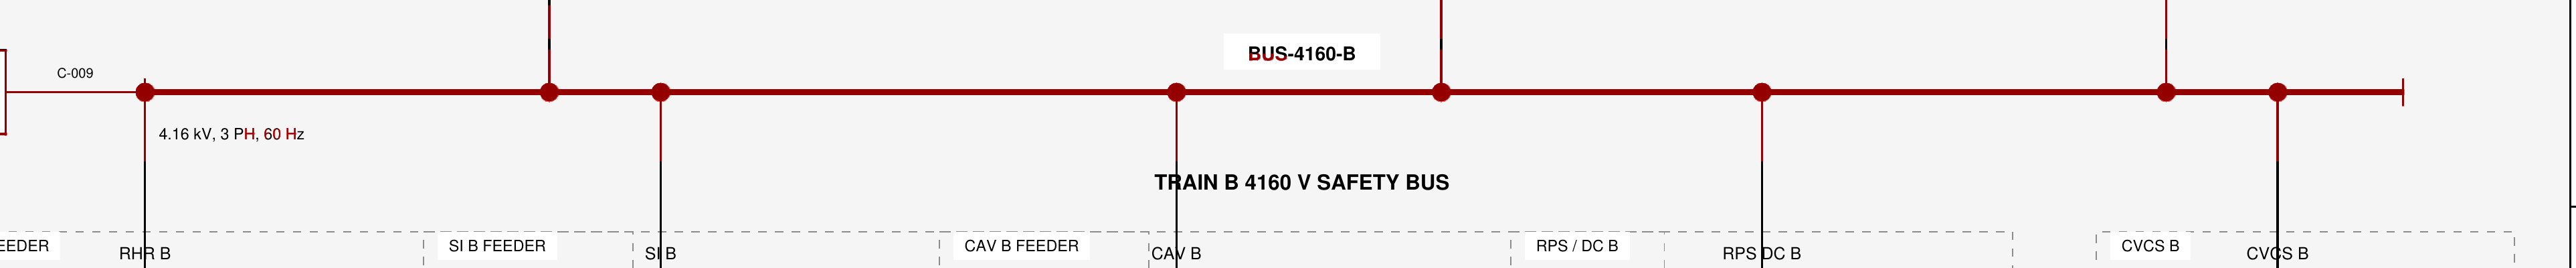 BUS-4160-B
C-009
4.16 kV, 3 PH, 60 Hz
TRAIN B 4160 V SAFETY BUS
EEDER
SI B FEEDER
CAV B FEEDER
RPS / DC B
CVCS B
RHR B
SI B
CAV B
RPS DC B
CVCS B